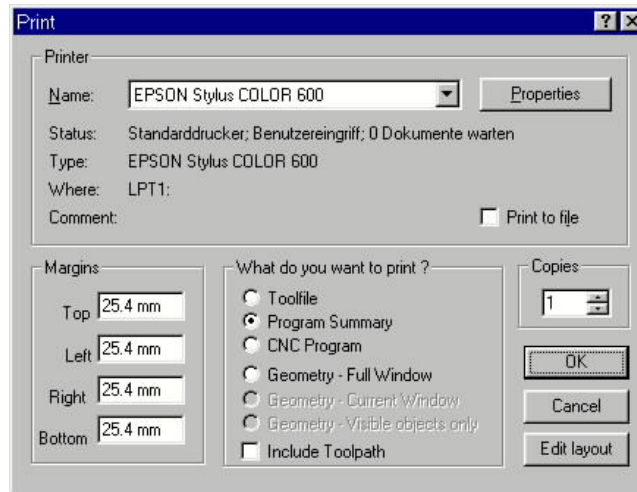 Print
Printer
Name: EPSON Stylus COLOR 600 Properties
Status: Standarddrucker; Benutzereingriff; 0 Dokumente warten
Type: EPSON Stylus COLOR 600
Where: LPT1:
Comment: Print to file
Margins
Top 25.4 mm
Left 25.4 mm
Right 25.4 mm
Bottom 25.4 mm
What do you want to print ?
Toolfile
Program Summary
CNC Program
Geometry - Full Window
Geometry - Current Window
Geometry - Visible objects only
Include Toolpath
Copies
1
OK
Cancel
Edit layout